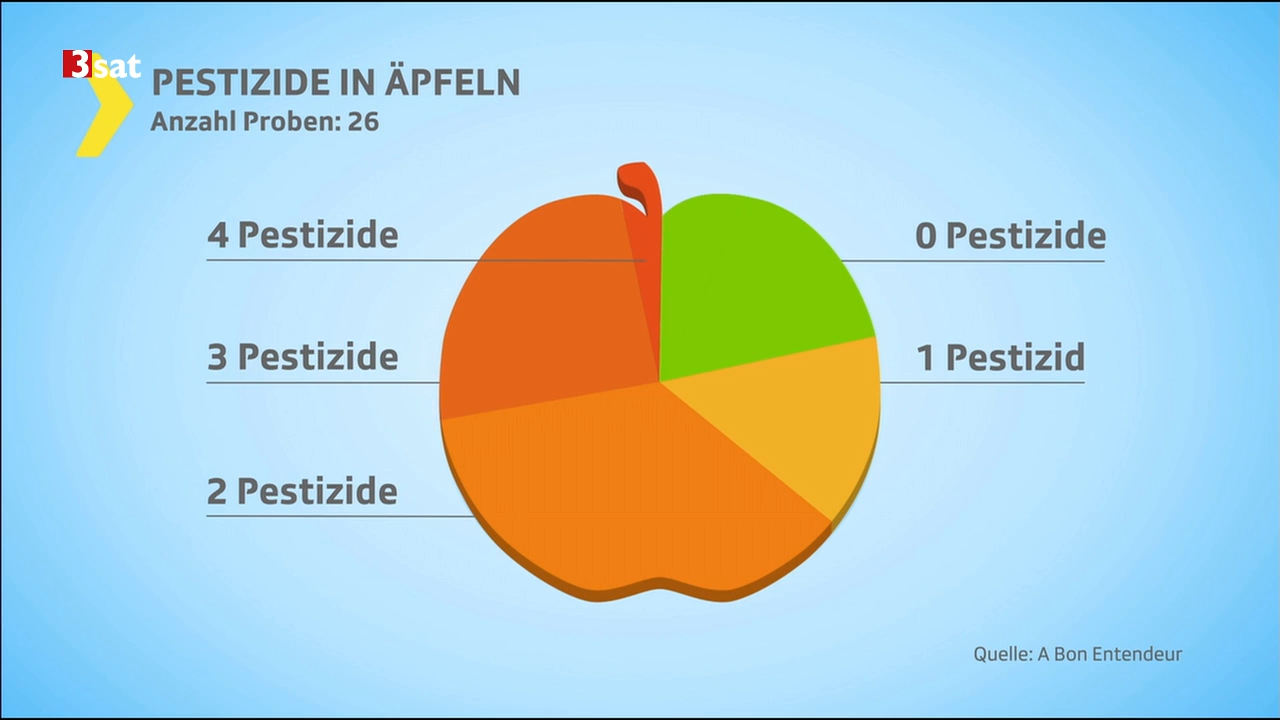 3sat
PESTIZIDE IN ÄPFELN
Anzahl Proben: 26
4 Pestizide
0 Pestizide
3 Pestizide
1 Pestizid
2 Pestizide
Quelle: A Bon Entendeur